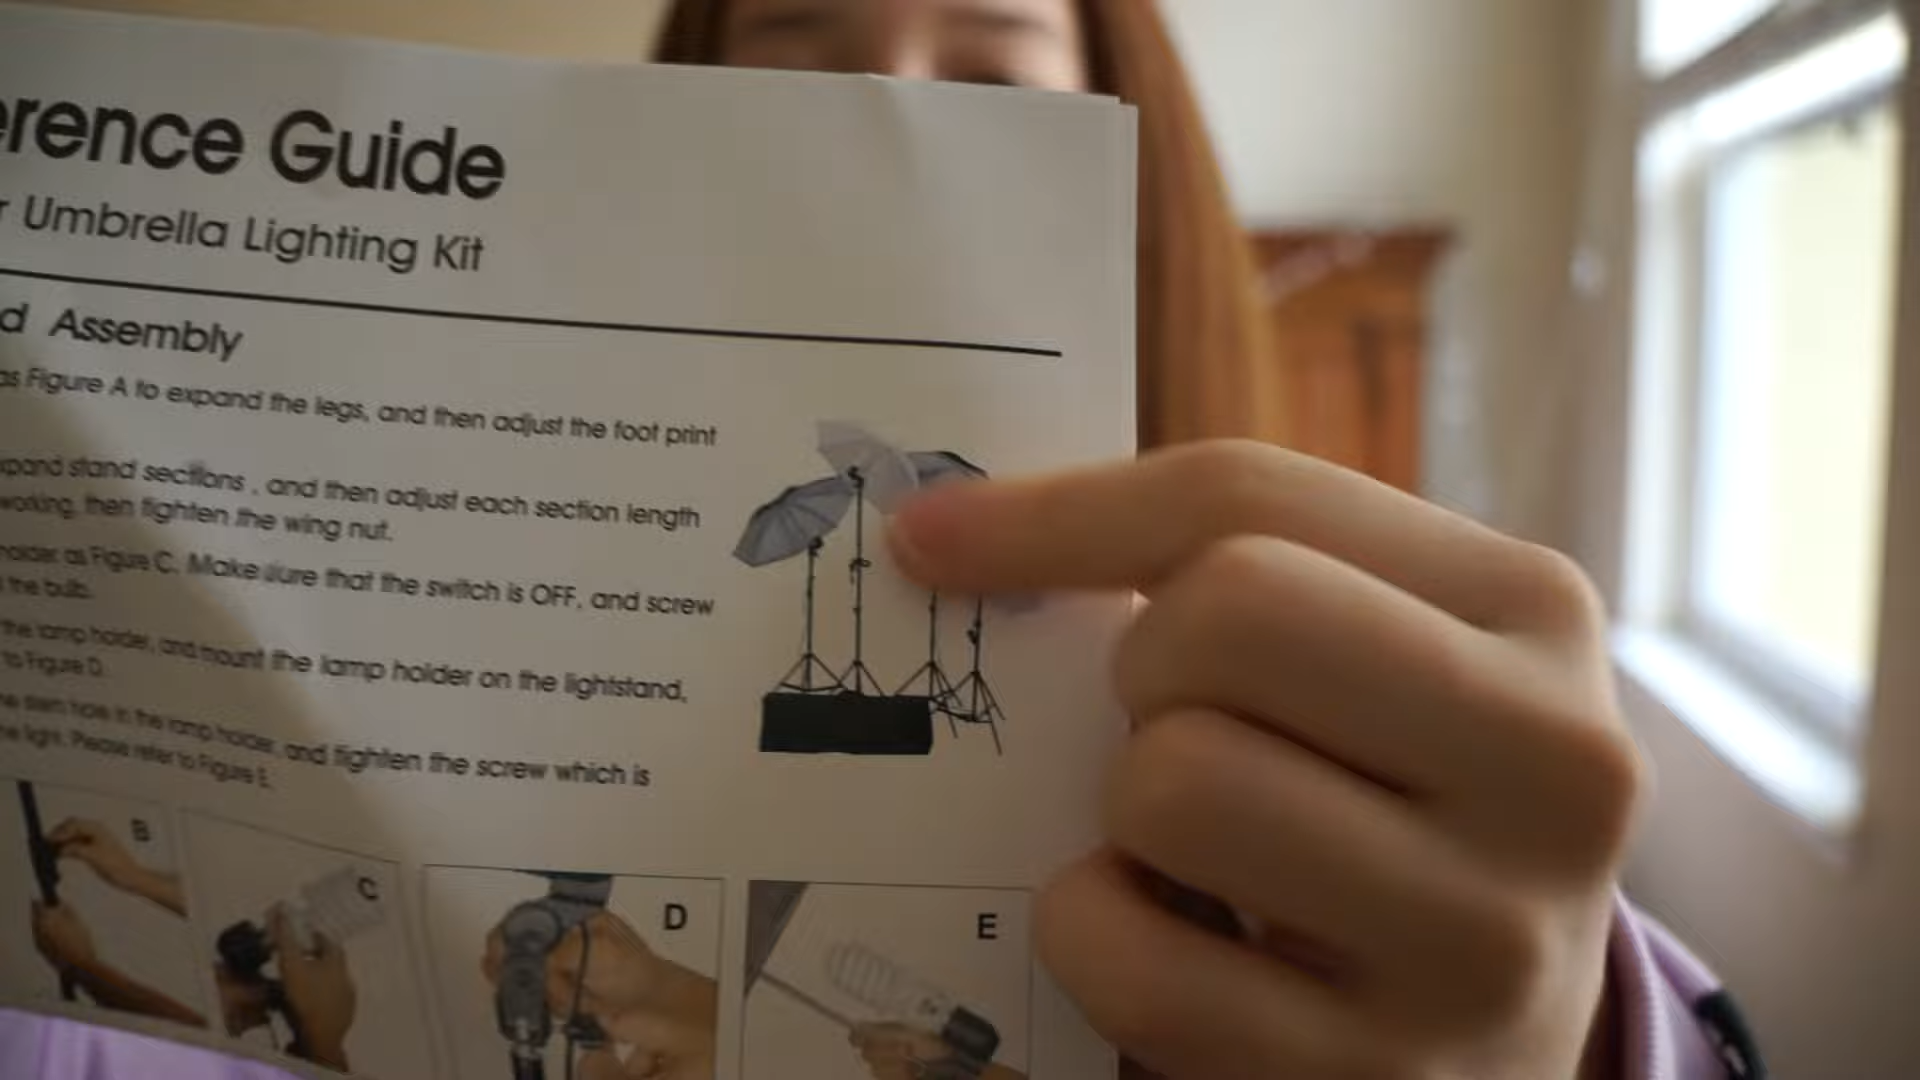 erence Guide
r Umbrella Lighting Kit
d Assembly
as Figure A to expand the legs, and then adjust the foot print
xpand stand sections , and then adjust each section length
working, then tighten the wing nut.
holder as Figure C. Make sure that the switch is OFF, and screw
the bulb.
the lamp holder, and mount the lamp holder on the lightstand,
to Figure D.
he stem hole in the lamp holder, and tighten the screw which is
he light. Please refer to Figure E.
B
C
D
E